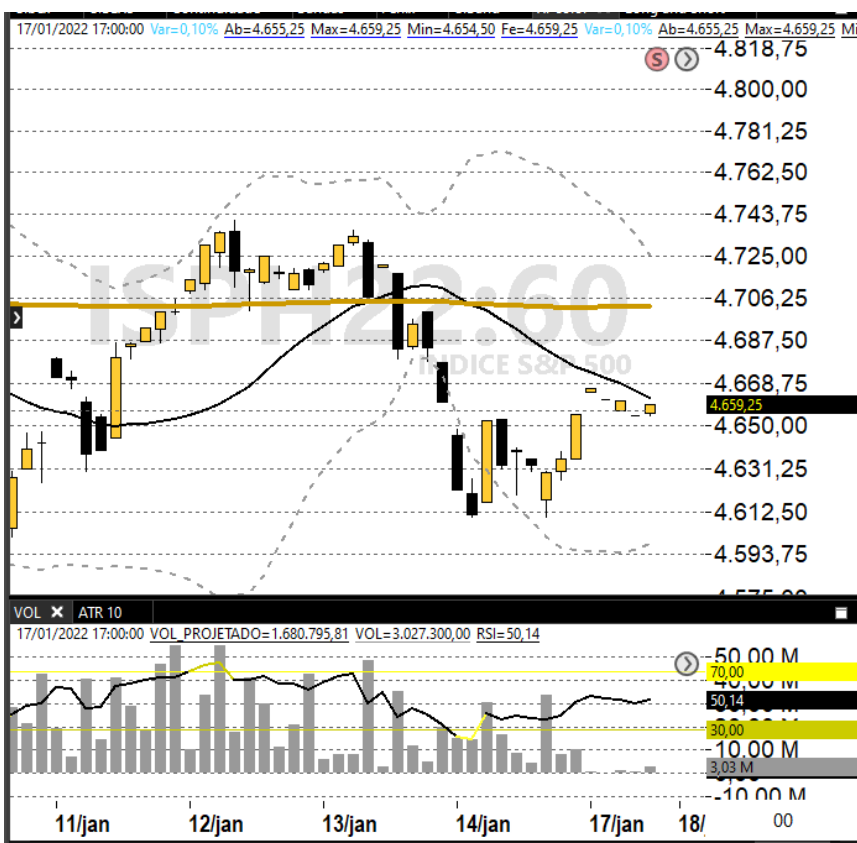 17/01/2022 17:00:00 Var=0,10% Ab=4.655,25 Max=4.659,25 Min=4.654,50 Fe=4.659,25 Var=0,10% Ab=4.655,25 Max=4.659,25
4.818,75
S
4.800,00
4.781,25
4.762,50
4.743,75
4.725,00
4.706,25
ISPH22:60
4.687,50
INDICE S&P 500
4.668,75
4.659,25
4.650,00
4.631,25
4.612,50
4.593,75
VOL ATR 10
17/01/2022 17:00:00 VOL_PROJETADO=1.680.795,81 VOL=3.027.300,00 RSI=50,14
50,00 M
70,00
50,14
30,00
10,00 M
3,03 M
-10,00 M
11/jan 12/jan 13/jan 14/jan 17/jan 18/
00